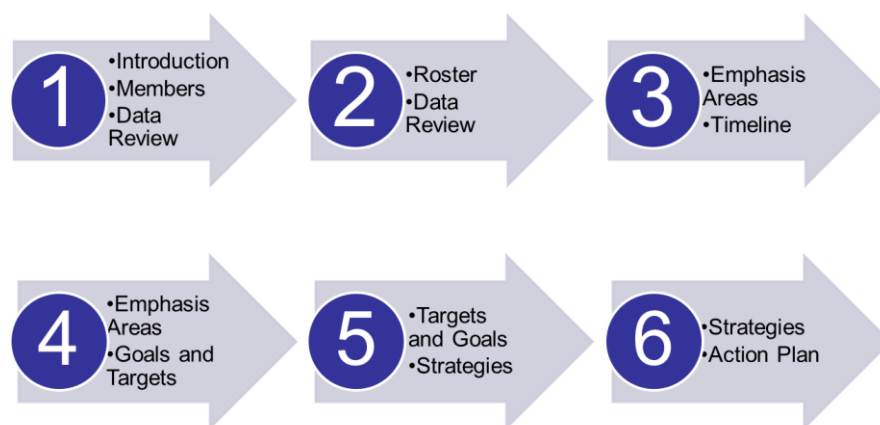 1
•Introduction
•Members
•Data
Review
2
•Roster
•Data
Review
3
•Emphasis
Areas
•Timeline
4
•Emphasis
Areas
•Goals and
Targets
5
•Targets
and Goals
•Strategies
6
•Strategies
•Action Plan